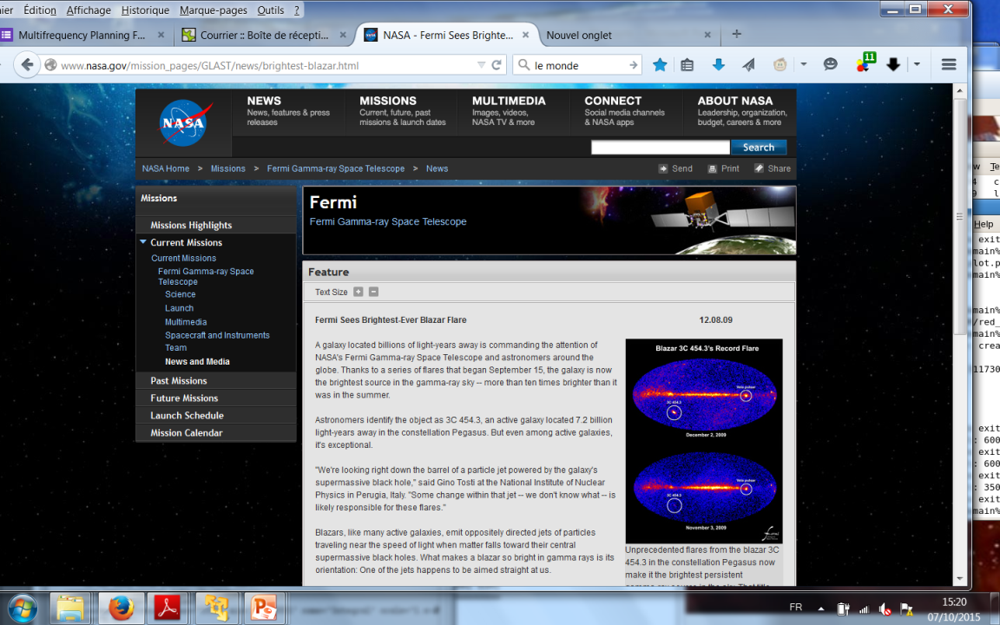 ier Édition Affichage Historique Marque-pages Outils ?
Multifrequency Planning F...
Courrier :: Boîte de récepti...
NASA - Fermi Sees Brighte...
Nouvel onglet
www.nasa.gov/mission_pages/GLAST/news/brightest-blazar.html
le monde
11
NASA
NEWS
News, features & press
releases
MISSIONS
Current, future, past
missions & launch dates
MULTIMEDIA
Images, videos,
NASA TV & more
CONNECT
Social media channels
& NASA apps
ABOUT NASA
Leadership, organization,
budget, careers & more
Search
NASA Home > Missions > Fermi Gamma-ray Space Telescope > News
Send Print Share
Missions
Missions Highlights
Current Missions
Current Missions
Fermi Gamma-ray Space
Telescope
Science
Launch
Multimedia
Spacecraft and Instruments
Team
News and Media
Past Missions
Future Missions
Launch Schedule
Mission Calendar
Fermi
Fermi Gamma-ray Space Telescope
Feature
Text Size
Fermi Sees Brightest-Ever Blazar Flare
12.08.09
A galaxy located billions of light-years away is commanding the attention of
NASA's Fermi Gamma-ray Space Telescope and astronomers around the
globe. Thanks to a series of flares that began September 15, the galaxy is now
the brightest source in the gamma-ray sky -- more than ten times brighter than it
was in the summer.
Astronomers identify the object as 3C 454.3, an active galaxy located 7.2 billion
light-years away in the constellation Pegasus. But even among active galaxies,
it's exceptional.
"We're looking right down the barrel of a particle jet powered by the galaxy's
supermassive black hole," said Gino Tosti at the National Institute of Nuclear
Physics in Perugia, Italy. "Some change within that jet -- we don't know what -- is
likely responsible for these flares."
Blazars, like many active galaxies, emit oppositely directed jets of particles
traveling near the speed of light when matter falls toward their central
supermassive black holes. What makes a blazar so bright in gamma rays is its
orientation: One of the jets happens to be aimed straight at us.
Blazar 3C 454.3's Record Flare
Vela pulsar
3C 454.3
December 2, 2009
Vela pulsar
3C 454.3
November 3, 2009
Unprecedented flares from the blazar 3C
454.3 in the constellation Pegasus now
make it the brightest persistent
w Te
4 c
9 l
Help
exit
main%
lot.p
main%
main%
/red_
main%
crea
11730
exit
: 600
exit
: 600
exit
: 350
exit
main%
FR
15:20
07/10/2015